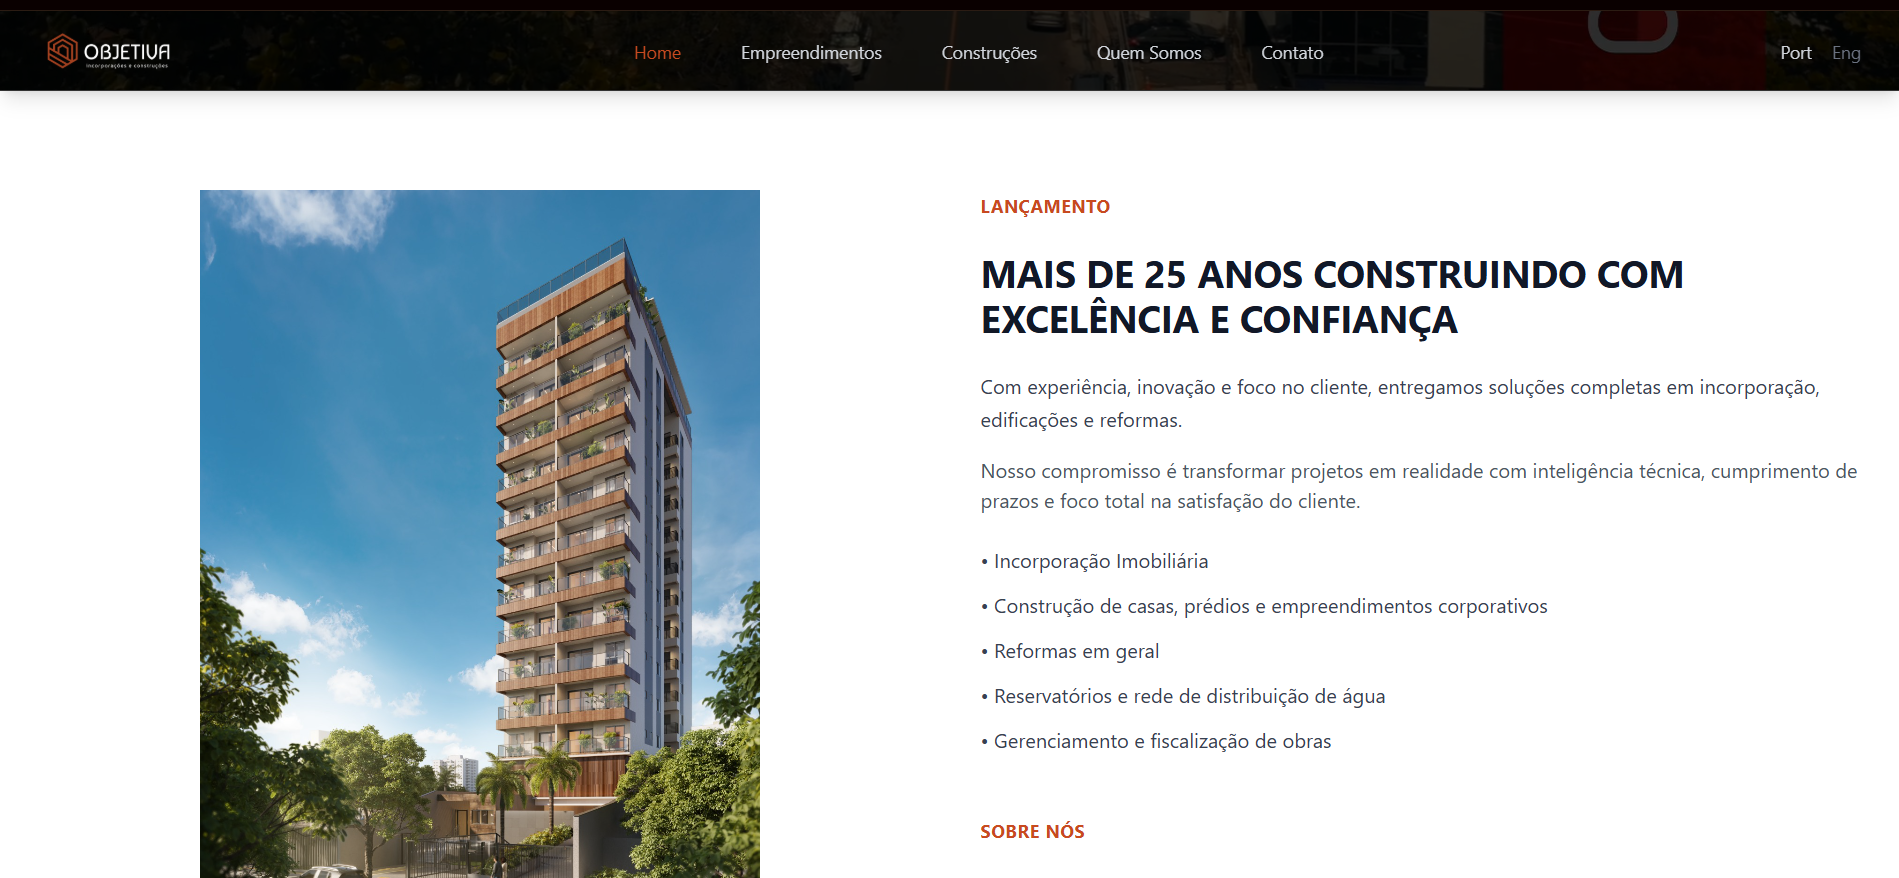 OBJETIVA
incorporações e construções
Home
Empreendimentos
Construções
Quem Somos
Contato
Port
Eng
LANÇAMENTO
MAIS DE 25 ANOS CONSTRUINDO COM
EXCELÊNCIA E CONFIANÇA
Com experiência, inovação e foco no cliente, entregamos soluções completas em incorporação,
edificações e reformas.
Nosso compromisso é transformar projetos em realidade com inteligência técnica, cumprimento de
prazos e foco total na satisfação do cliente.
• Incorporação Imobiliária
• Construção de casas, prédios e empreendimentos corporativos
• Reformas em geral
• Reservatórios e rede de distribuição de água
• Gerenciamento e fiscalização de obras
SOBRE NÓS